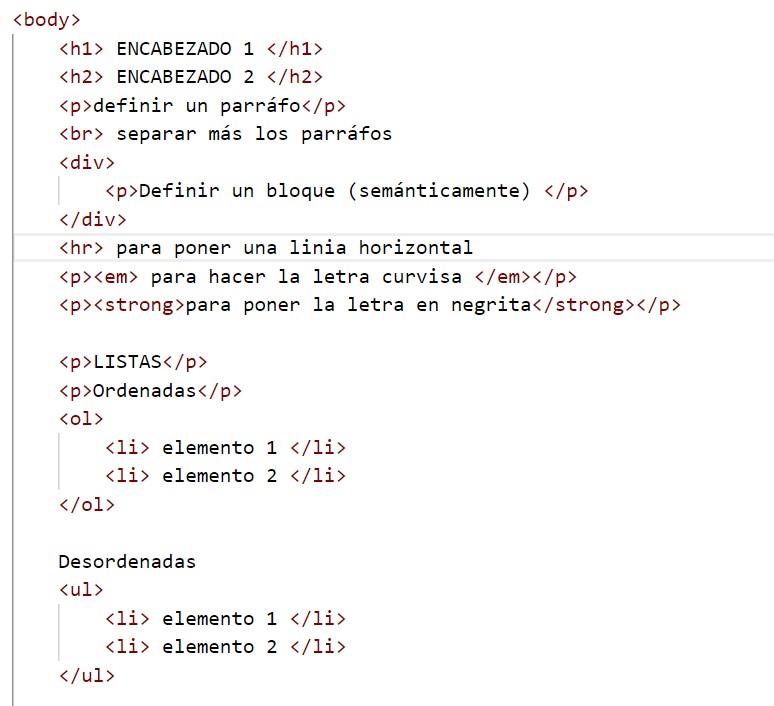 <body>
<h1> ENCABEZADO 1 </h1>
<h2> ENCABEZADO 2 </h2>
<p>definir un parráfo</p>
<br> separar más los parráfos
<div>
<p>Definir un bloque (semánticamente) </p>
</div>
<hr> para poner una linia horizontal
<p><em> para hacer la letra curvisa </em></p>
<p><strong>para poner la letra en negrita</strong></p>
<p>LISTAS</p>
<p>Ordenadas</p>
<ol>
<li> elemento 1 </li>
<li> elemento 2 </li>
</ol>
Desordenadas
<ul>
<li> elemento 1 </li>
<li> elemento 2 </li>
</ul>